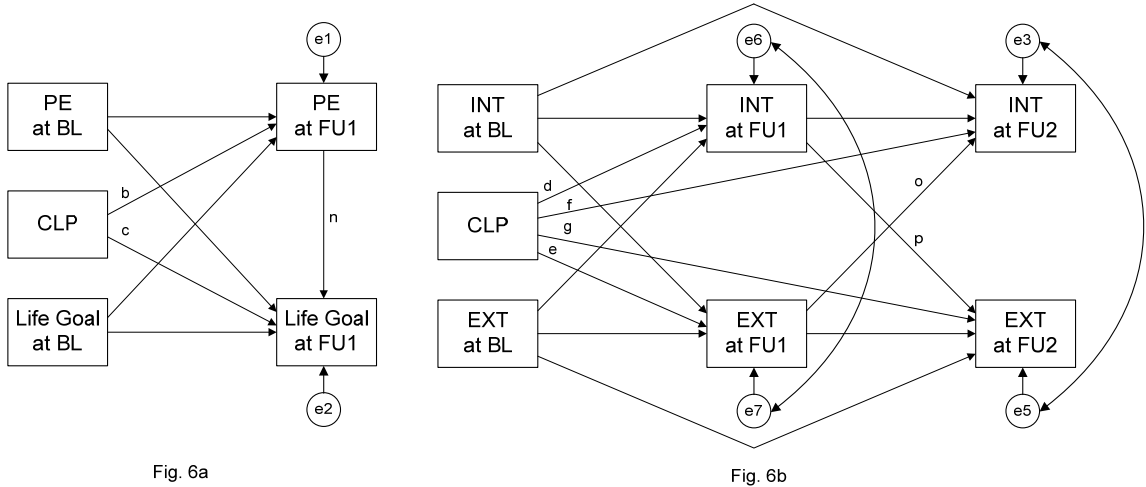 e1
PE
at BL
PE
at FU1
b
CLP
c
n
Life Goal
at BL
Life Goal
at FU1
e2
Fig. 6a
e6
e3
INT
at BL
INT
at FU1
INT
at FU2
d
f
o
CLP
g
e
p
EXT
at BL
EXT
at FU1
EXT
at FU2
e7
e5
Fig. 6b